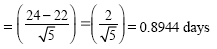 = (24 − 22 / √5) = (2 / √5) = 0.8944 days